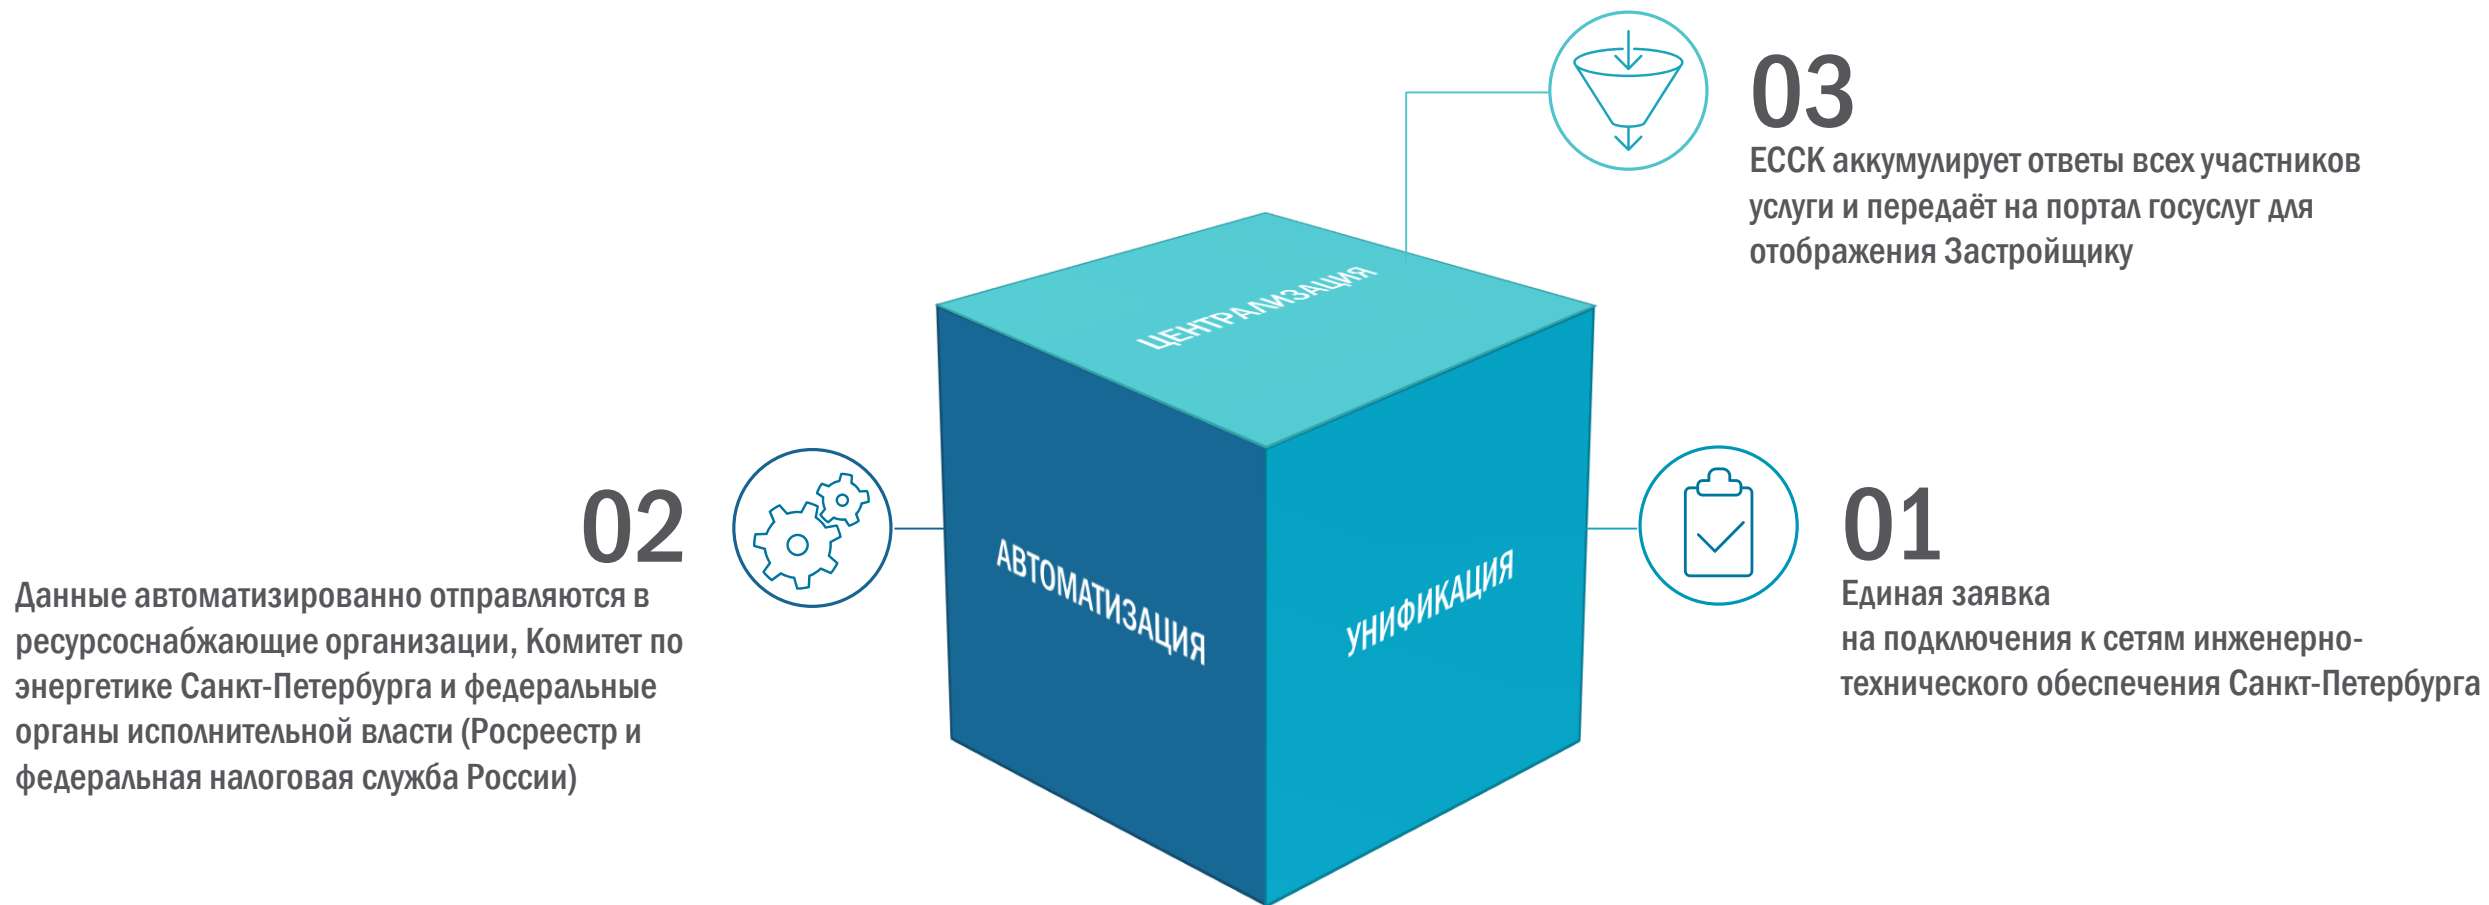 03
ЕССК аккумулирует ответы всех участников
услуги и передаёт на портал госуслуг для
отображения Застройщику
ЦЕНТРАЛИЗАЦИЯ
02
Данные автоматизированно отправляются в
ресурсоснабжающие организации, Комитет по
энергетике Санкт-Петербурга и федеральные
органы исполнительной власти (Росреестр и
федеральная налоговая служба России)
АВТОМАТИЗАЦИЯ
УНИФИКАЦИЯ
01
Единая заявка
на подключения к сетям инженерно-
технического обеспечения Санкт-Петербурга